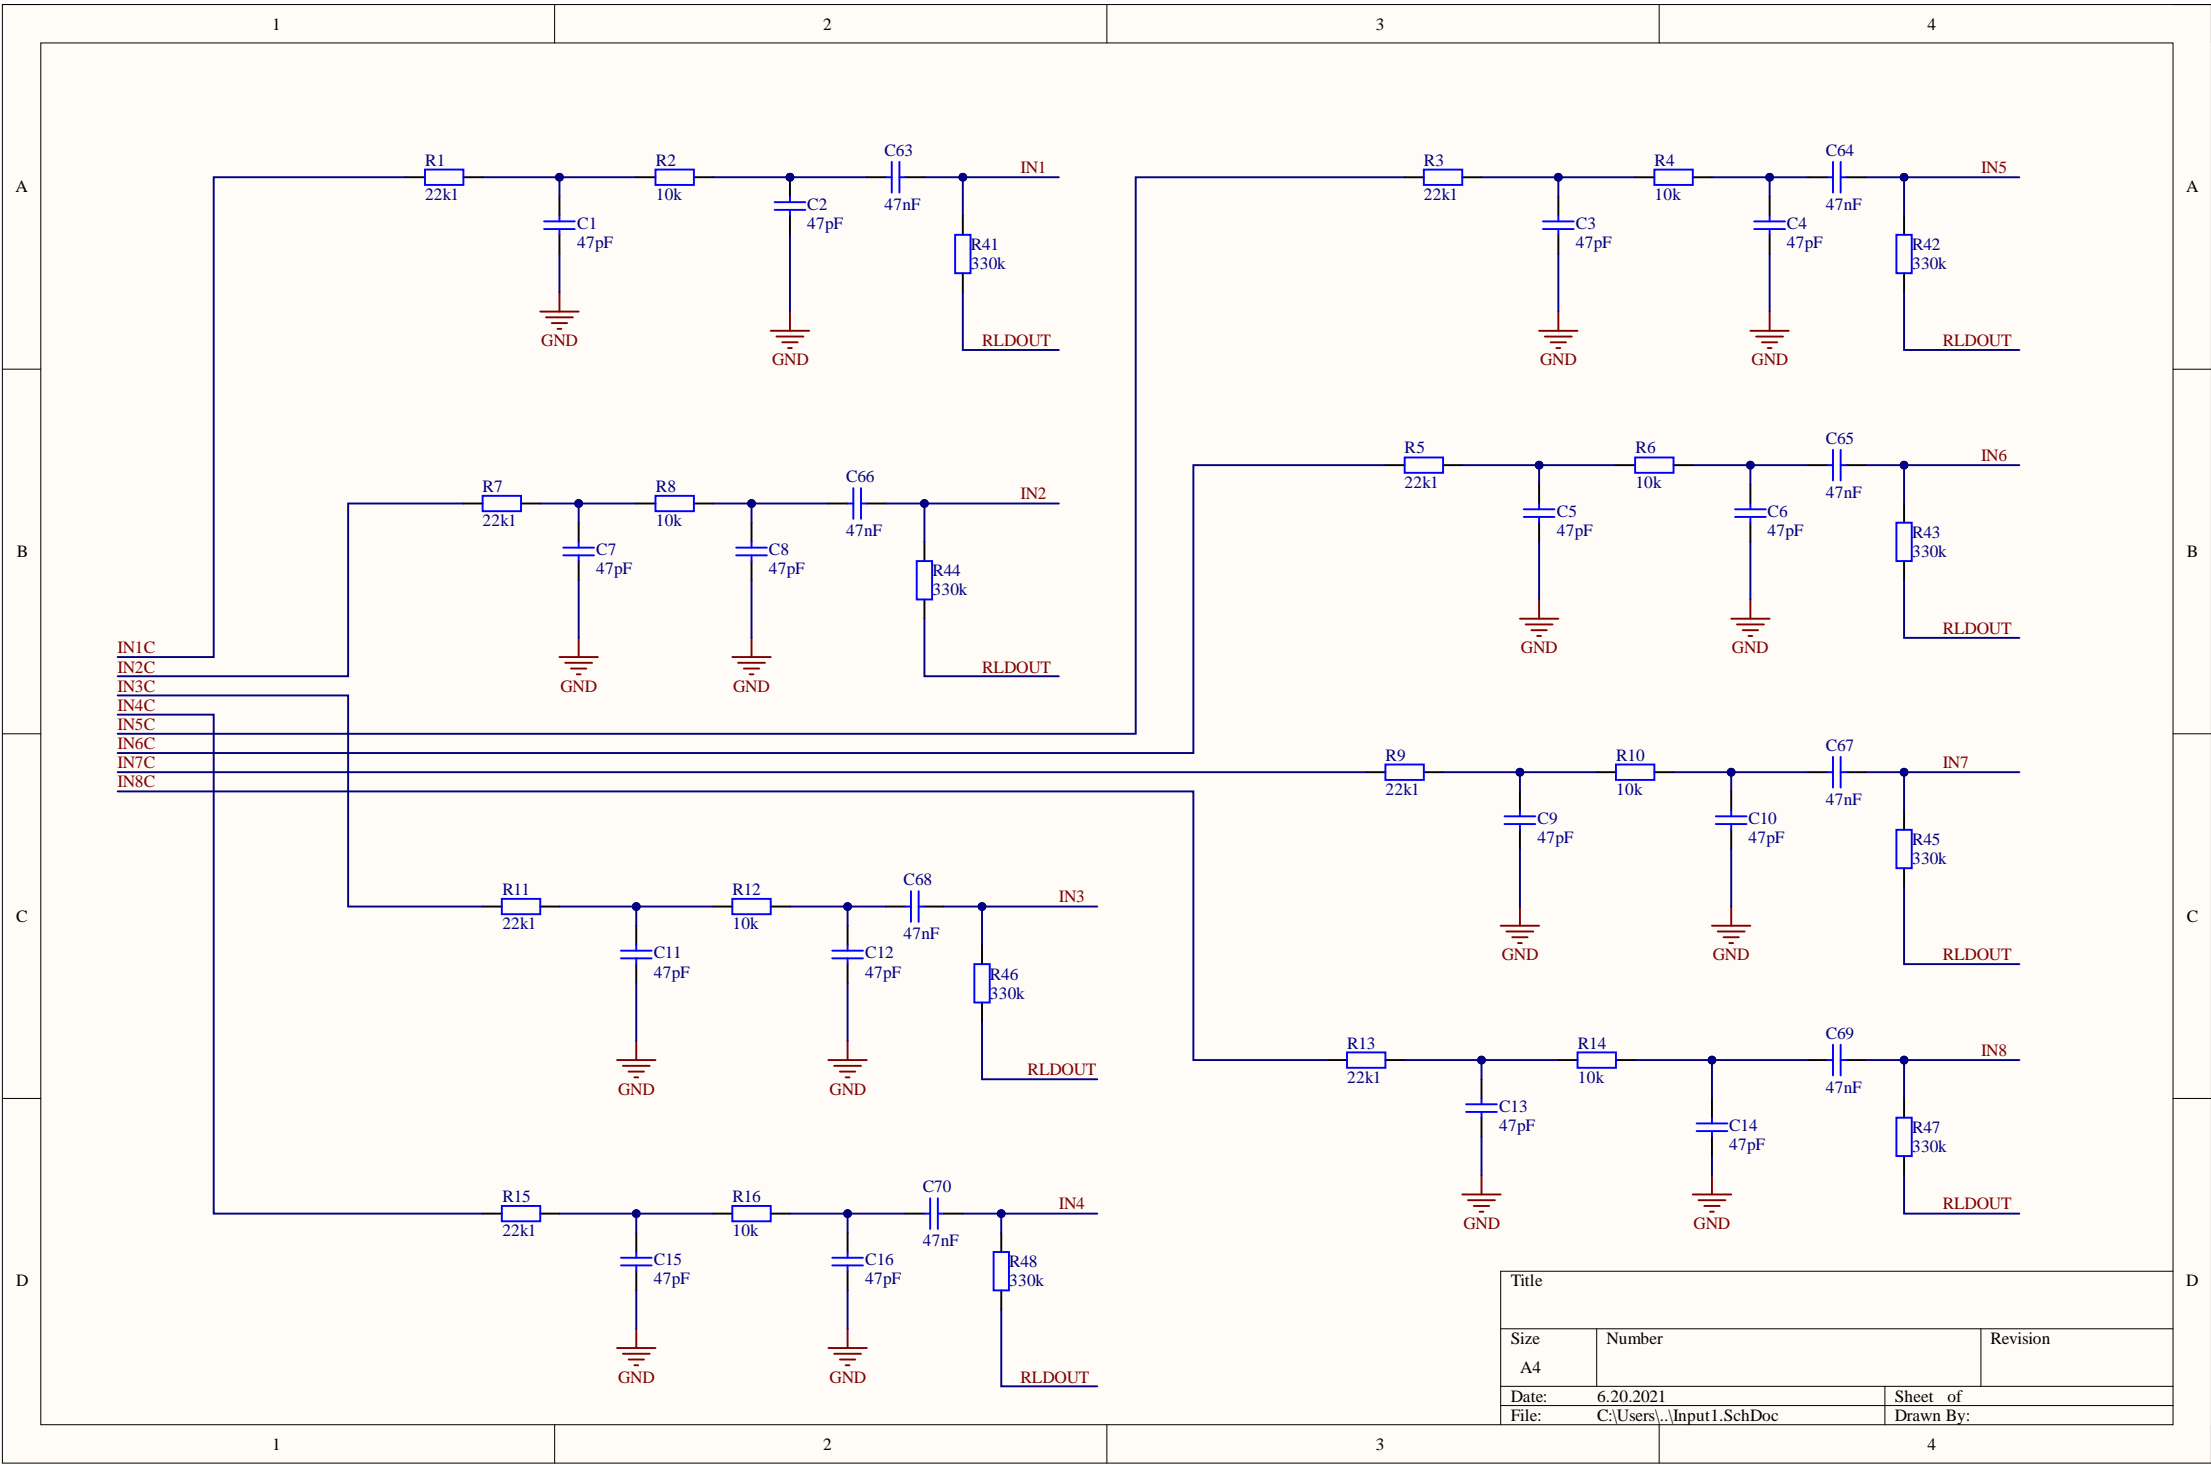 1 2 3 4
A A
B B
C C
D D
R1
22k1
C1
47pF
GND
R2
10k
C2
47pF
GND
C63
47nF
IN1
R41
330k
RLDOUT
R3
22k1
C3
47pF
GND
R4
10k
C4
47pF
GND
C64
47nF
IN5
R42
330k
RLDOUT
R7
22k1
C7
47pF
GND
R8
10k
C8
47pF
GND
C66
47nF
IN2
R44
330k
RLDOUT
R5
22k1
C5
47pF
GND
R6
10k
C6
47pF
GND
C65
47nF
IN6
R43
330k
RLDOUT
IN1C
IN2C
IN3C
IN4C
IN5C
IN6C
IN7C
IN8C
R9
22k1
C9
47pF
GND
R10
10k
C10
47pF
GND
C67
47nF
IN7
R45
330k
RLDOUT
R11
22k1
C11
47pF
GND
R12
10k
C12
47pF
GND
C68
47nF
IN3
R46
330k
RLDOUT
R13
22k1
C13
47pF
GND
R14
10k
C14
47pF
GND
C69
47nF
IN8
R47
330k
RLDOUT
R15
22k1
C15
47pF
GND
R16
10k
C16
47pF
GND
C70
47nF
IN4
R48
330k
RLDOUT
Title
Size Number Revision
A4
Date: 6.20.2021 Sheet of
File: C:\Users\..\Input1.SchDoc Drawn By:
1 2 3 4